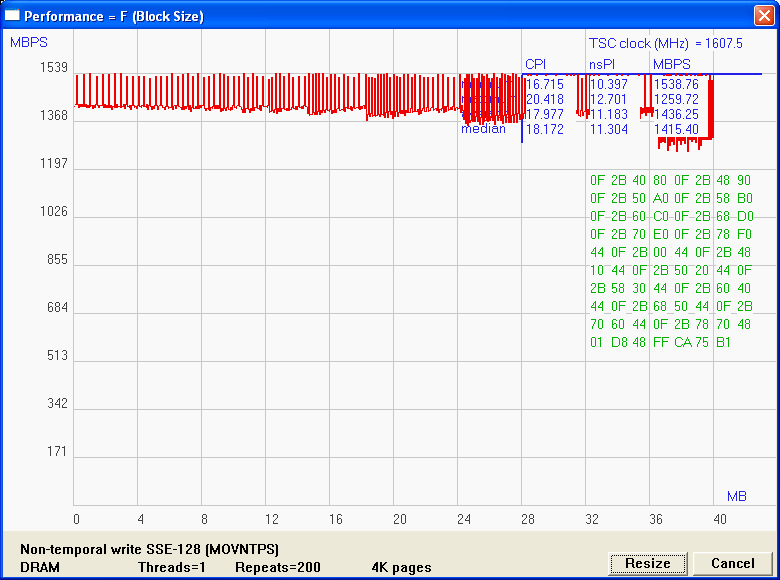 Performance = F (Block Size)
MBPS
TSC clock (MHz) = 1607.5
CPI nsPI MBPS
16.715 10.397 1538.76
20.418 12.701 1259.72
17.977 11.183 1436.25
median 18.172 11.304 1415.40
1539
1368
1197
1026
855
684
513
342
171
0F 2B 40 80 0F 2B 48 90
0F 2B 50 A0 0F 2B 58 B0
0F 2B 60 C0 0F 2B 68 D0
0F 2B 70 E0 0F 2B 78 F0
44 0F 2B 00 44 0F 2B 48
10 44 0F 2B 50 20 44 0F
2B 58 30 44 0F 2B 60 40
44 0F 2B 68 50 44 0F 2B
70 60 44 0F 2B 78 70 48
01 D8 48 FF CA 75 B1
MB
0 4 8 12 16 20 24 28 32 36 40
Non-temporal write SSE-128 (MOVNTPS)
DRAM Threads=1 Repeats=200 4K pages
Resize Cancel